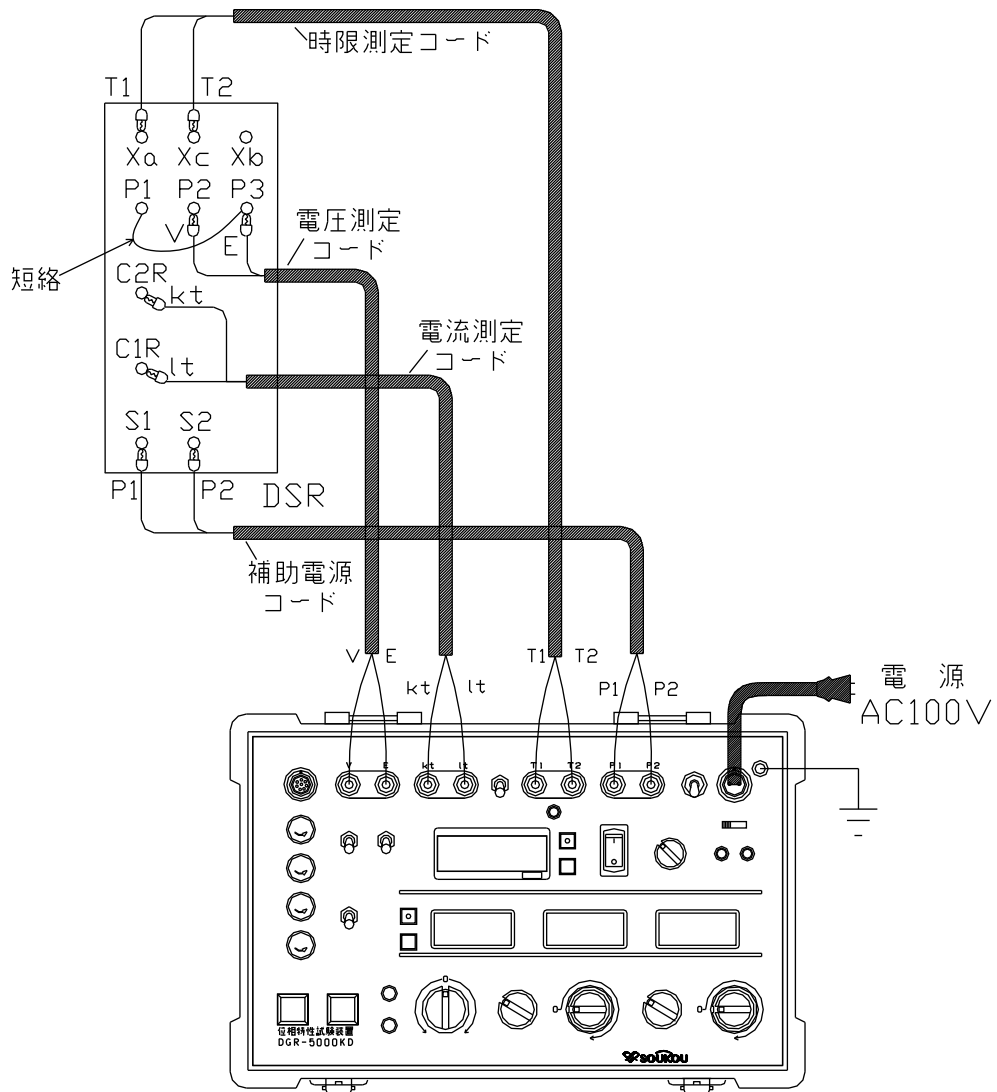 時限測定コード
T1 T2
Xa Xc Xb
P1 P2 P3
V E
電圧測定
コード
短絡
C2R
kt
電流測定
コード
C1R
lt
S1 S2
P1 P2 DSR
補助電源
コード
V E
kt lt
T1 T2
P1 P2
電 源
AC100V
V E kt lt T1 T2 P1 P2
位相特性試験装置
DGR-5000KD
SOUKOU